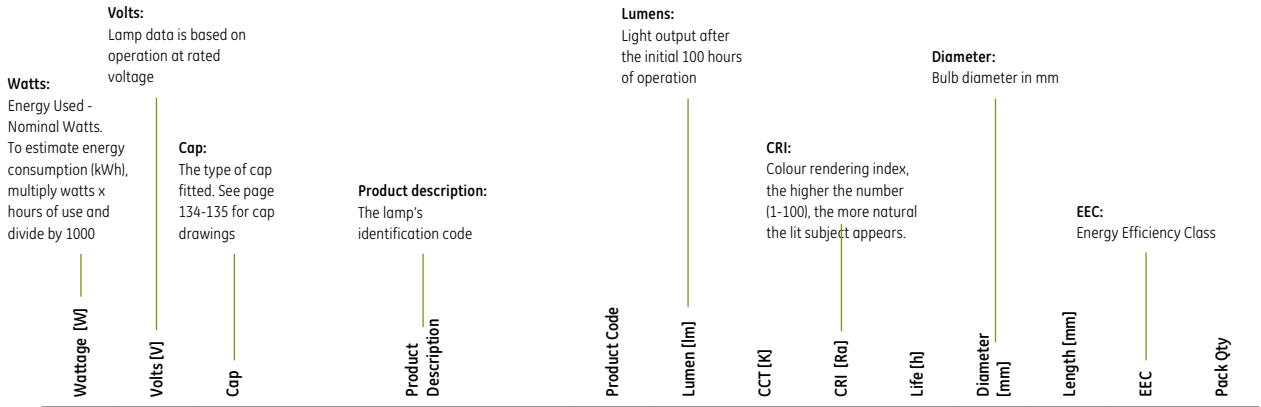 Volts:
Lamp data is based on
operation at rated
voltage
Lumens:
Light output after
the initial 100 hours
of operation
Diameter:
Bulb diameter in mm
Watts:
Energy Used -
Nominal Watts.
To estimate energy
consumption (kWh),
multiply watts x
hours of use and
divide by 1000
Cap:
The type of cap
fitted. See page
134-135 for cap
drawings
Product description:
The lamp's
identification code
CRI:
Colour rendering index,
the higher the number
(1-100), the more natural
the lit subject appears.
EEC:
Energy Efficiency Class
Wattage [W]
Volts [V]
Cap
Product
Description
Product Code
Lumen [lm]
CCT [K]
CRI [Ra]
Life [h]
Diameter
[mm]
Length [mm]
EEC
Pack Qty